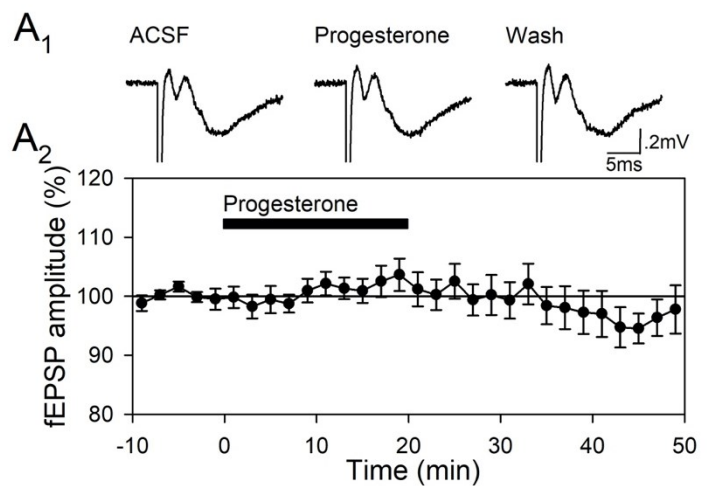 A1
ACSF Progesterone Wash
.2mV
5ms
A2
fEPSP amplitude (%)
120
110
100
90
80
Progesterone
-10 0 10 20 30 40 50
Time (min)